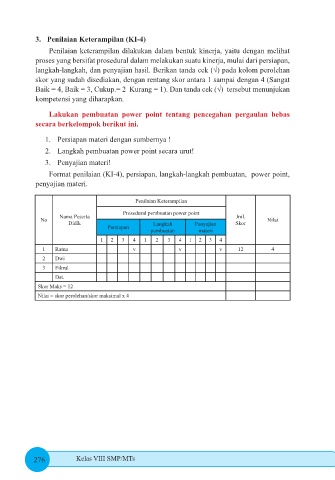 3. Penilaian Keterampilan (KI-4)
Penilaian keterampilan dilakukan dalam bentuk kinerja, yaitu dengan melihat
proses yang bersifat prosedural dalam melakukan suatu kinerja, mulai dari persiapan,
langkah-langkah, dan penyajian hasil. Berikan tanda cek (√) pada kolom perolehan
skor yang sudah disediakan, dengan rentang skor antara 1 sampai dengan 4 (Sangat
Baik = 4, Baik = 3, Cukup.= 2 Kurang = 1). Dan tanda cek (√) tersebut menunjukan
kompetensi yang diharapkan.
Lakukan pembuatan power point tentang pencegahan pergaulan bebas
secara berkelompok berikut ini.
1. Persiapan materi dengan sumbernya !
2. Langkah pembuatan power point secara urut!
3. Penyajian materi!
Format penilaian (KI-4), persiapan, langkah-langkah pembuatan, power point,
penyajian materi.
Penilaian Keterampilan
No Nama Peserta Didik Prosedural pembuatan power point Jml. Skor Nilai
Persiapan Langkah pembuatan Penyajian materi
1 2 3 4 1 2 3 4 1 2 3 4
1 Ratna v v v 12 4
2 Dwi
3 Fikrul
Dst.
Skor Maks = 12
Nilai = skor perolehan/skor maksimal x 4
276 Kelas VIII SMP/MTs